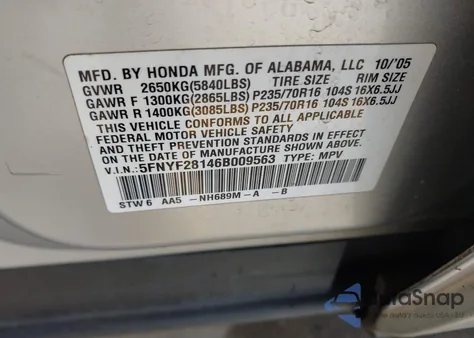 MFD. BY HONDA MFG. OF ALABAMA, LLC 10/'05
GVWR 2650KG(5840LBS) TIRE SIZE RIM SIZE
GAWR F 1300KG(2865LBS) P235/70R16 104S 16X6.5JJ
GAWR R 1400KG(3085LBS) P235/70R16 104S 16X6.5JJ
THIS VEHICLE CONFORMS TO ALL APPLICABLE
FEDERAL MOTOR VEHICLE SAFETY AND
THEFT PREVENTION STANDARDS IN EFFECT ON
THE DATE OF MANUFACTURE SHOWN ABOVE.
V.I.N.: 5FNYF28146B009563 TYPE: MPV
STW 6 AA5 -NH689M-A -B
AutoSnap